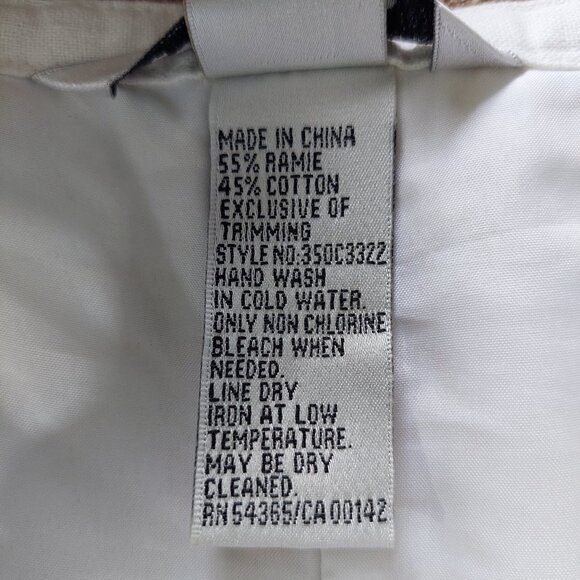 MADE IN CHINA
55% RAMIE
45% COTTON
EXCLUSIVE OF
TRIMMING
STYLE NO:350C3322
HAND WASH
IN COLD WATER.
ONLY NON CHLORINE
BLEACH WHEN
NEEDED.
LINE DRY
IRON AT LOW
TEMPERATURE.
MAY BE DRY
CLEANED.
RN 54365/CA 00142